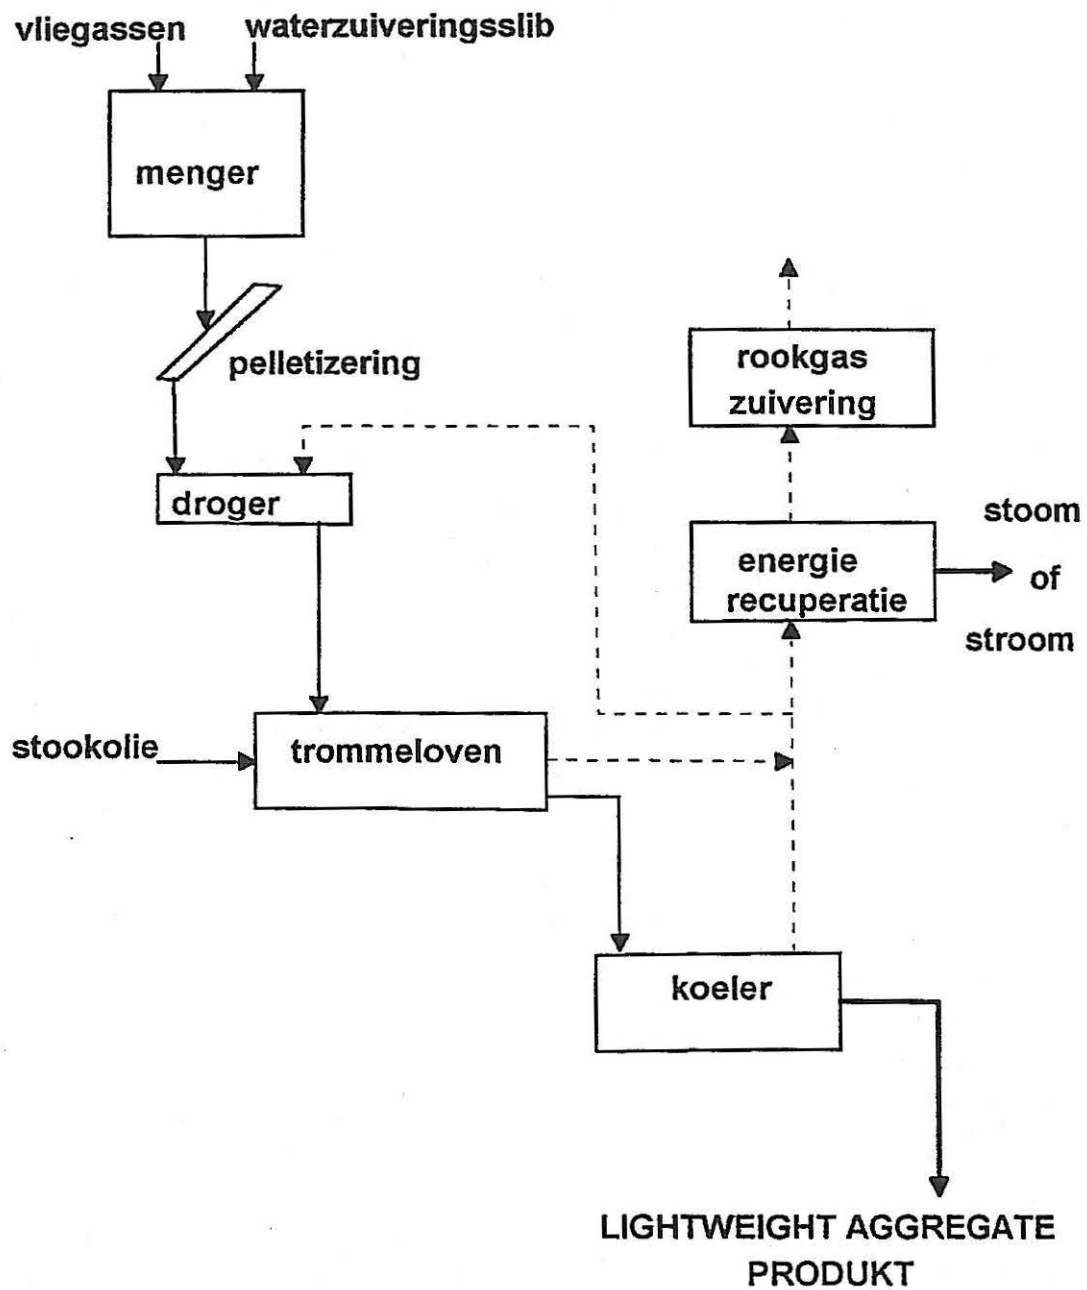 vliegassen
waterzuiveringsslib
menger
pelletizering
rookgas
zuivering
droger
stoom
energie
of
recuperatie
stroom
stookolie
trommeloven
koeler
LIGHTWEIGHT AGGREGATE
PRODUKT